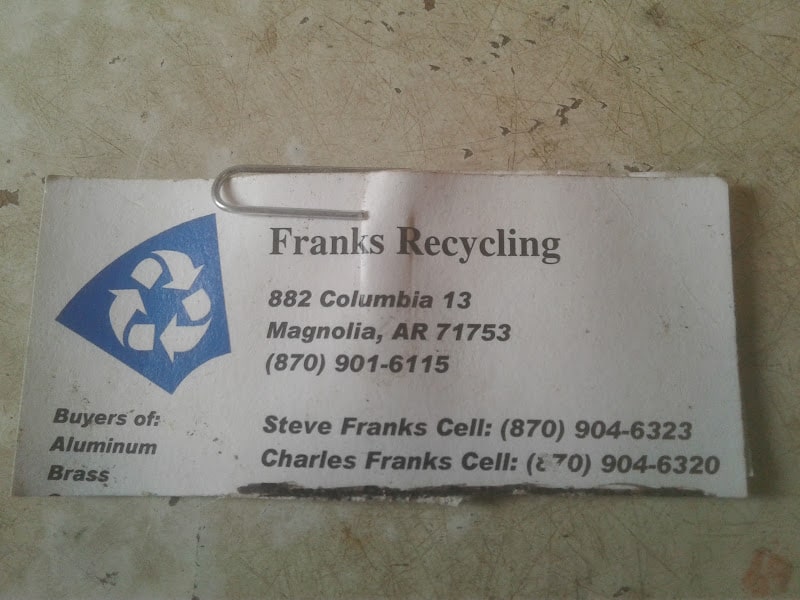 Franks Recycling
882 Columbia 13
Magnolia, AR 71753
(870) 901-6115
Steve Franks Cell: (870) 904-6323
Charles Franks Cell: (870) 904-6320
Buyers of:
Aluminum
Brass